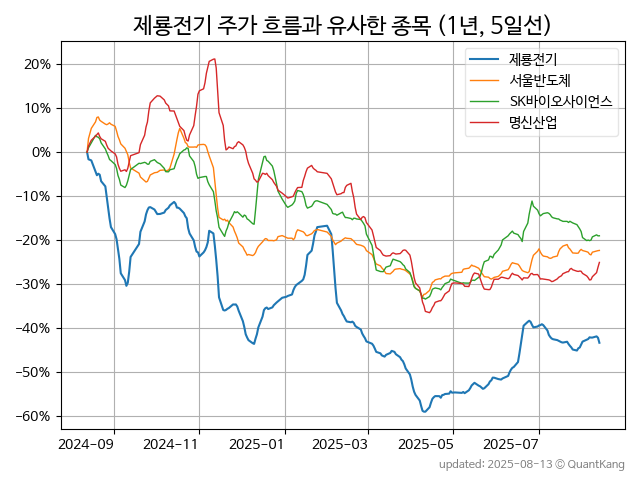 제룡전기 주가 흐름과 유사한 종목 (1년, 5일선)
제룡전기
서울반도체
SK바이오사이언스
명신산업
20%
10%
0%
−10%
−20%
−30%
−40%
−50%
−60%
2024-09 2024-11 2025-01 2025-03 2025-05 2025-07
updated: 2025-08-13 © QuantKang